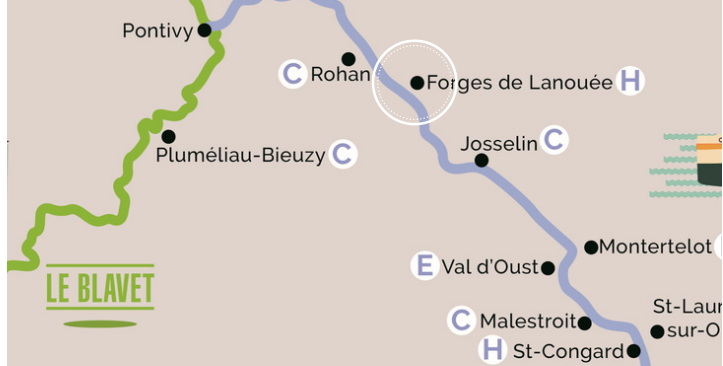 Pontivy
C Rohan
Forges de Lanouée H
Josselin C
Pluméliau-Bieuzy C
Montertelot
E Val d'Oust
LE BLAVET
C Malestroit
St-Laur
sur-O
H St-Congard